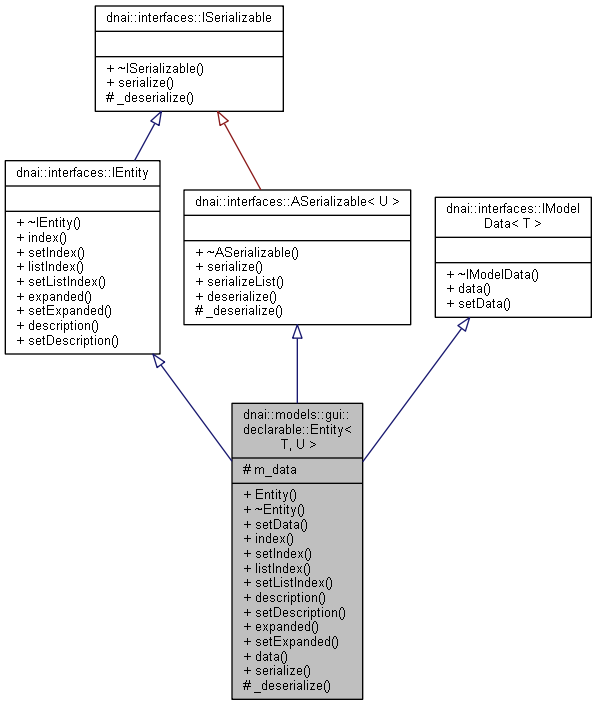 dnai::interfaces::ISerializable
+ ~ISerializable()
+ serialize()
# _deserialize()
dnai::interfaces::IEntity
+ ~IEntity()
+ index()
+ setIndex()
+ listIndex()
+ setListIndex()
+ expanded()
+ setExpanded()
+ description()
+ setDescription()
dnai::interfaces::ASerializable< U >
+ ~ASerializable()
+ serialize()
+ serializeList()
+ deserialize()
# _deserialize()
dnai::interfaces::IModel
Data< T >
+ ~IModelData()
+ data()
+ setData()
dnai::models::gui::
declarable::Entity<
T, U >
# m_data
+ Entity()
+ ~Entity()
+ setData()
+ index()
+ setIndex()
+ listIndex()
+ setListIndex()
+ description()
+ setDescription()
+ expanded()
+ setExpanded()
+ data()
+ serialize()
# _deserialize()